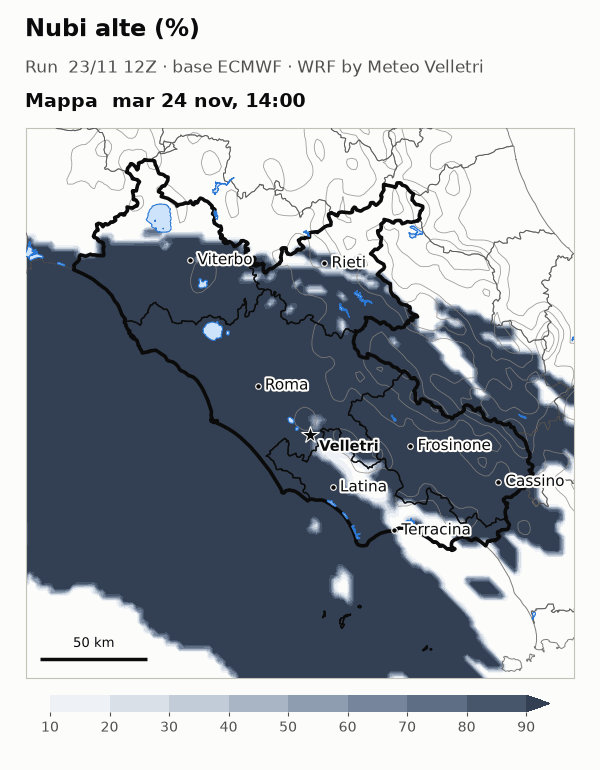 Nubi alte (%)
Run  23/11 12Z · base ECMWF · WRF by Meteo Velletri
Mappa  mar 24 nov, 14:00
Viterbo
Rieti
Roma
Velletri
Frosinone
Cassino
Latina
Terracina
50 km
10 20 30 40 50 60 70 80 90